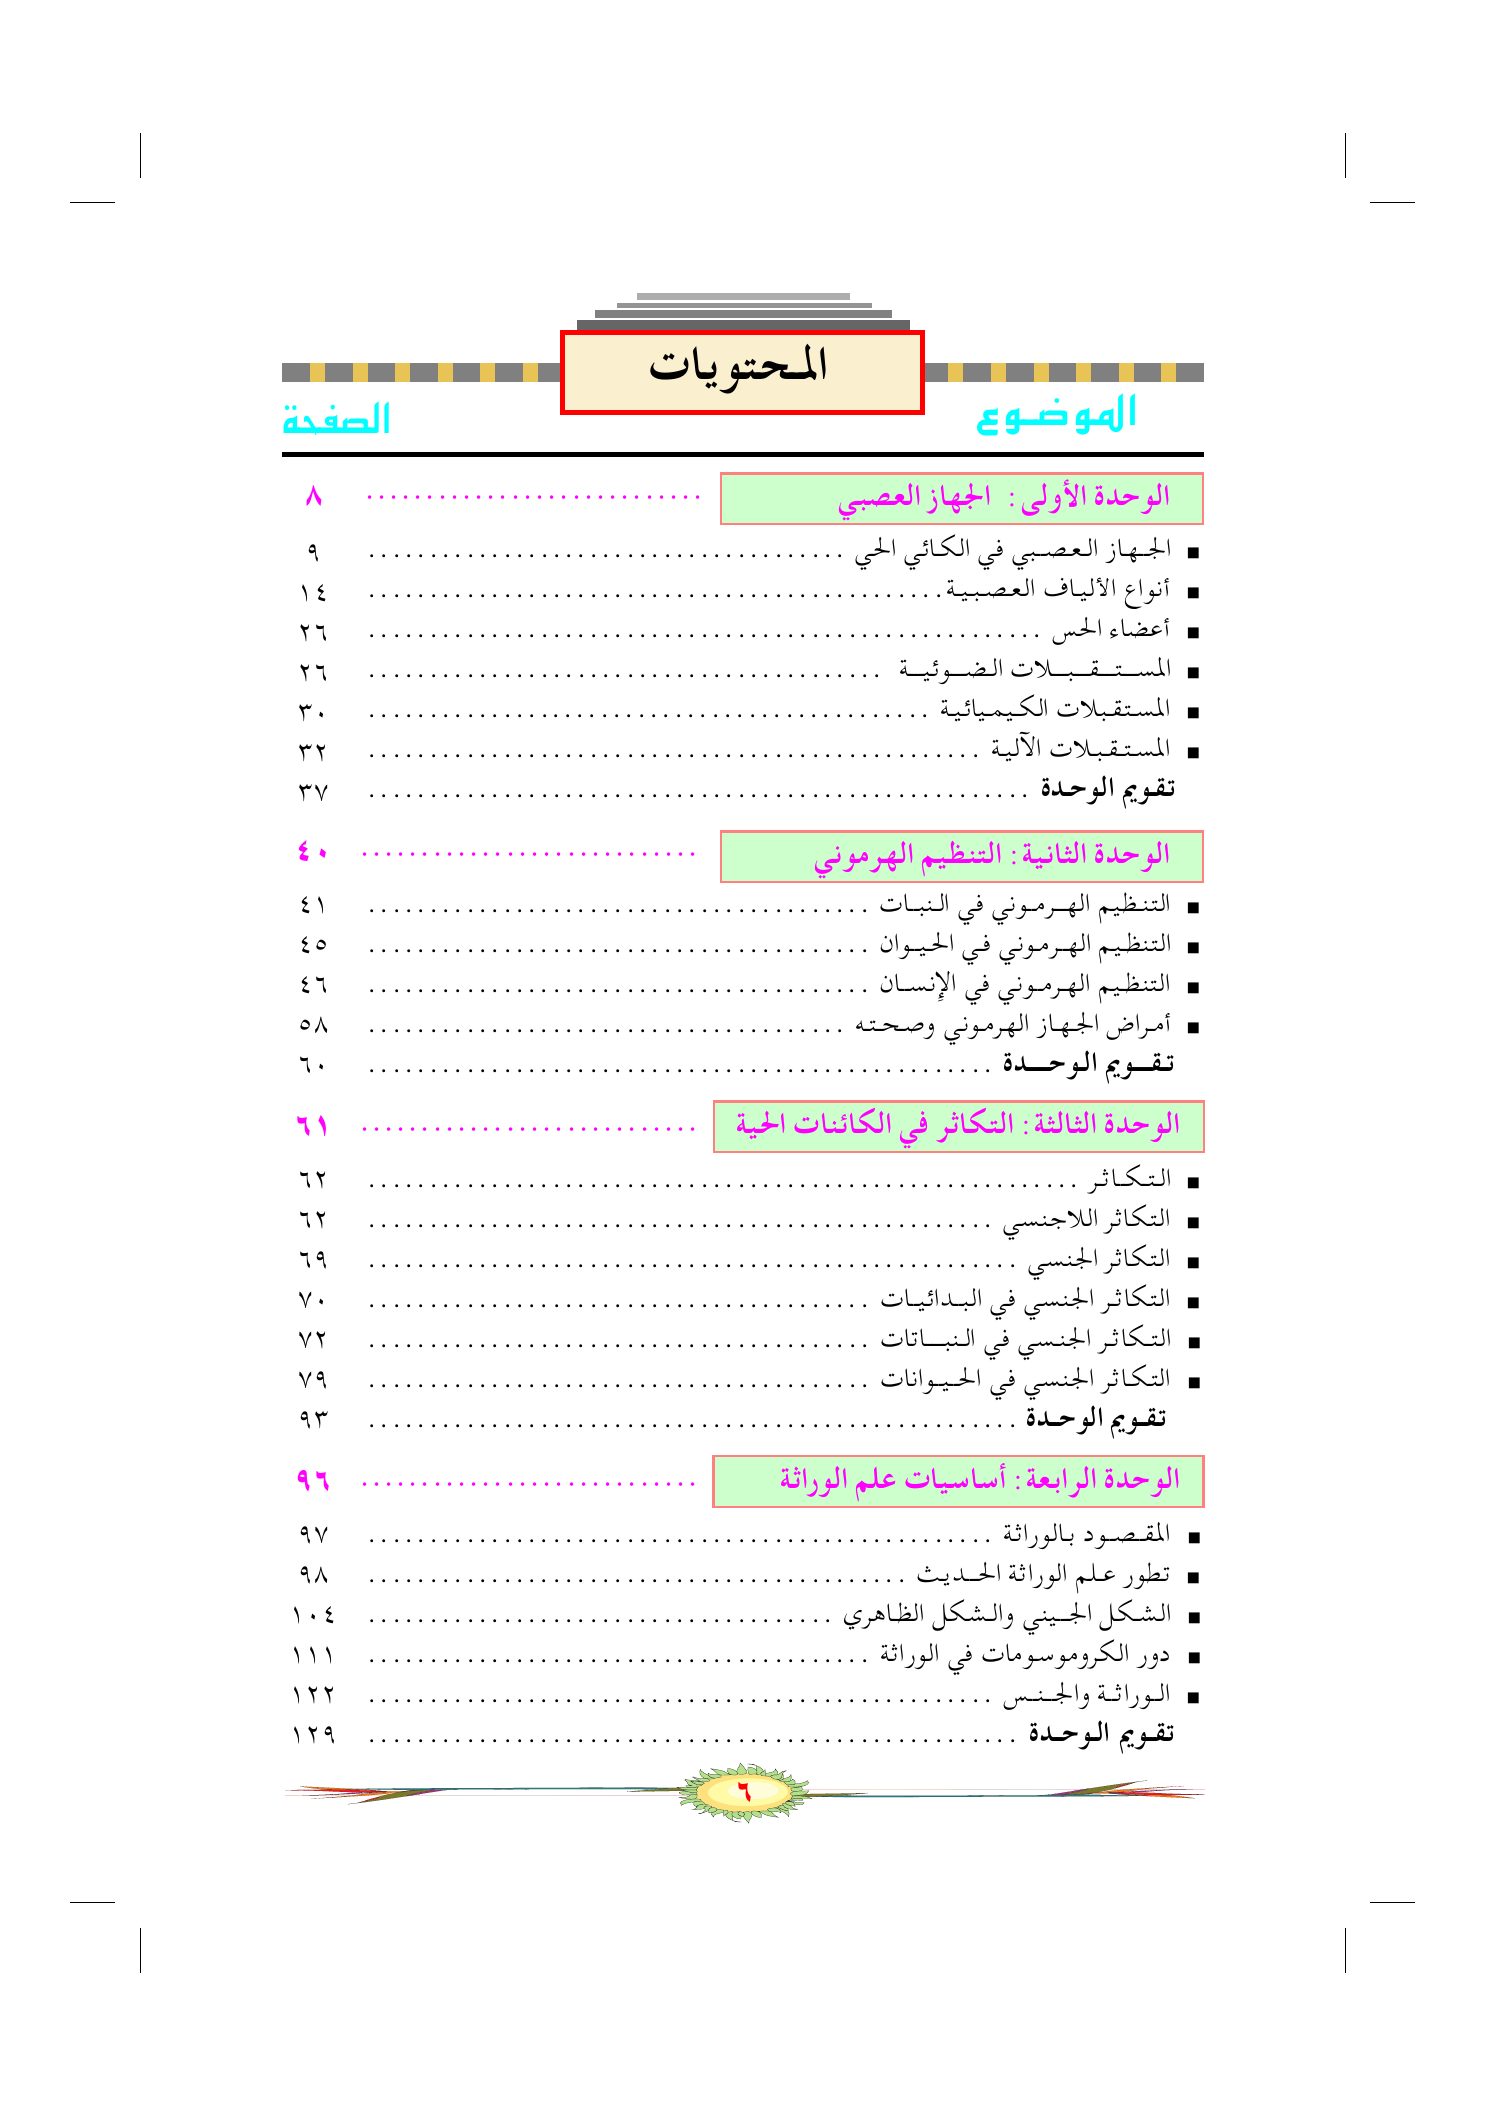 المحتويات
الموضوع الصفحة
الوحدة الأولى : الجهاز العصبي ............................ ٨
■ الجهاز العصبي في الكائي الحي ....................................... ٩
■ أنواع الألياف العصبية ............................................... ١٤
■ أعضاء الحس ....................................................... ٢٦
■ المستقبلات الضوئية .......................................... ٢٦
■ المستقبلات الكيميائية .............................................. ٣٠
■ المستقبلات الآلية .................................................. ٣٢
تقويم الوحدة ...................................................... ٣٧
الوحدة الثانية : التنظيم الهرموني ............................ ٤٠
■ التنظيم الهرموني في النبات ......................................... ٤١
■ التنظيم الهرموني في الحيوان ......................................... ٤٥
■ التنظيم الهرموني في الإنسان ......................................... ٤٦
■ أمراض الجهاز الهرموني وصحته ....................................... ٥٨
تقويم الوحدة ................................................... ٦٠
الوحدة الثالثة : التكاثر في الكائنات الحية ............................ ٦١
■ التكاثر .......................................................... ٦٢
■ التكاثر اللاجنسي ................................................... ٦٢
■ التكاثر الجنسي ..................................................... ٦٩
■ التكاثر الجنسي في البدائيات ......................................... ٧٠
■ التكاثر الجنسي في النباتات ......................................... ٧٢
■ التكاثر الجنسي في الحيوانات ......................................... ٧٩
تقويم الوحدة ..................................................... ٩٣
الوحدة الرابعة : أساسيات علم الوراثة ............................ ٩٦
■ المقصود بالوراثة ................................................... ٩٧
■ تطور علم الوراثة الحديث ............................................ ٩٨
■ الشكل الجيني والشكل الظاهري ...................................... ١٠٤
■ دور الكروموسومات في الوراثة ......................................... ١١١
■ الوراثة والجنس ................................................... ١٢٢
تقويم الوحدة ..................................................... ١٢٩
٦